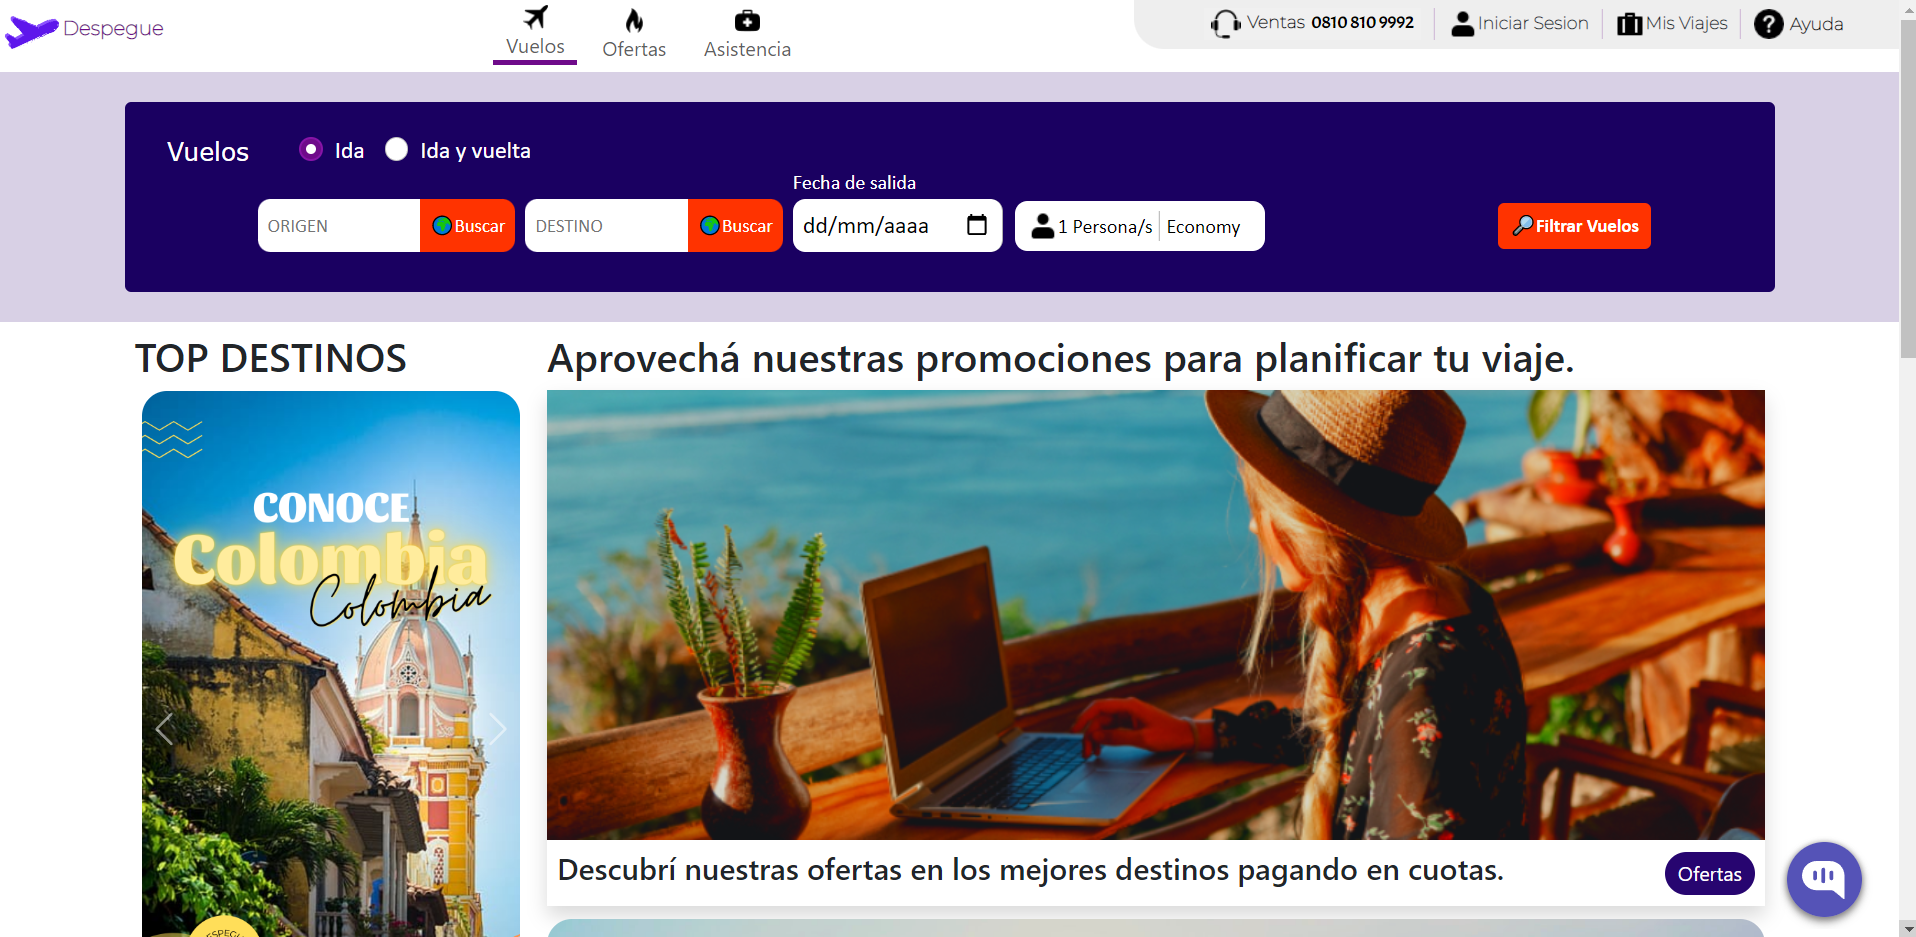 Despegue
Vuelos
Ofertas
Asistencia
Ventas 0810 810 9992
Iniciar Sesion
Mis Viajes
Ayuda
Vuelos
Ida
Ida y vuelta
Fecha de salida
ORIGEN
Buscar
DESTINO
Buscar
dd/mm/aaaa
1 Persona/s
Economy
Filtrar Vuelos
TOP DESTINOS
Aprovechá nuestras promociones para planificar tu viaje.
CONOCE
Colombia
Colombia
Descubrí nuestras ofertas en los mejores destinos pagando en cuotas.
Ofertas